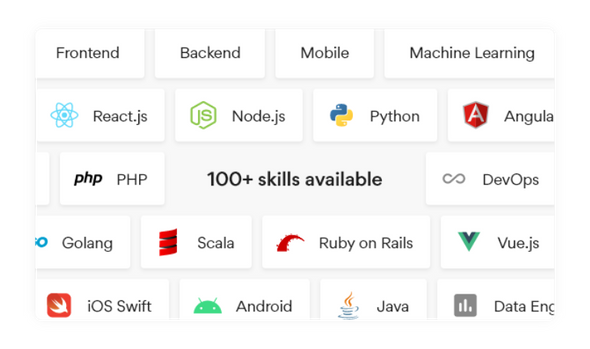 Frontend Backend Mobile Machine Learning
React.js JS Node.js Python A Angula
php PHP 100+ skills available DevOps
Golang Scala Ruby on Rails Vue.js
iOS Swift Android Java Data Eng